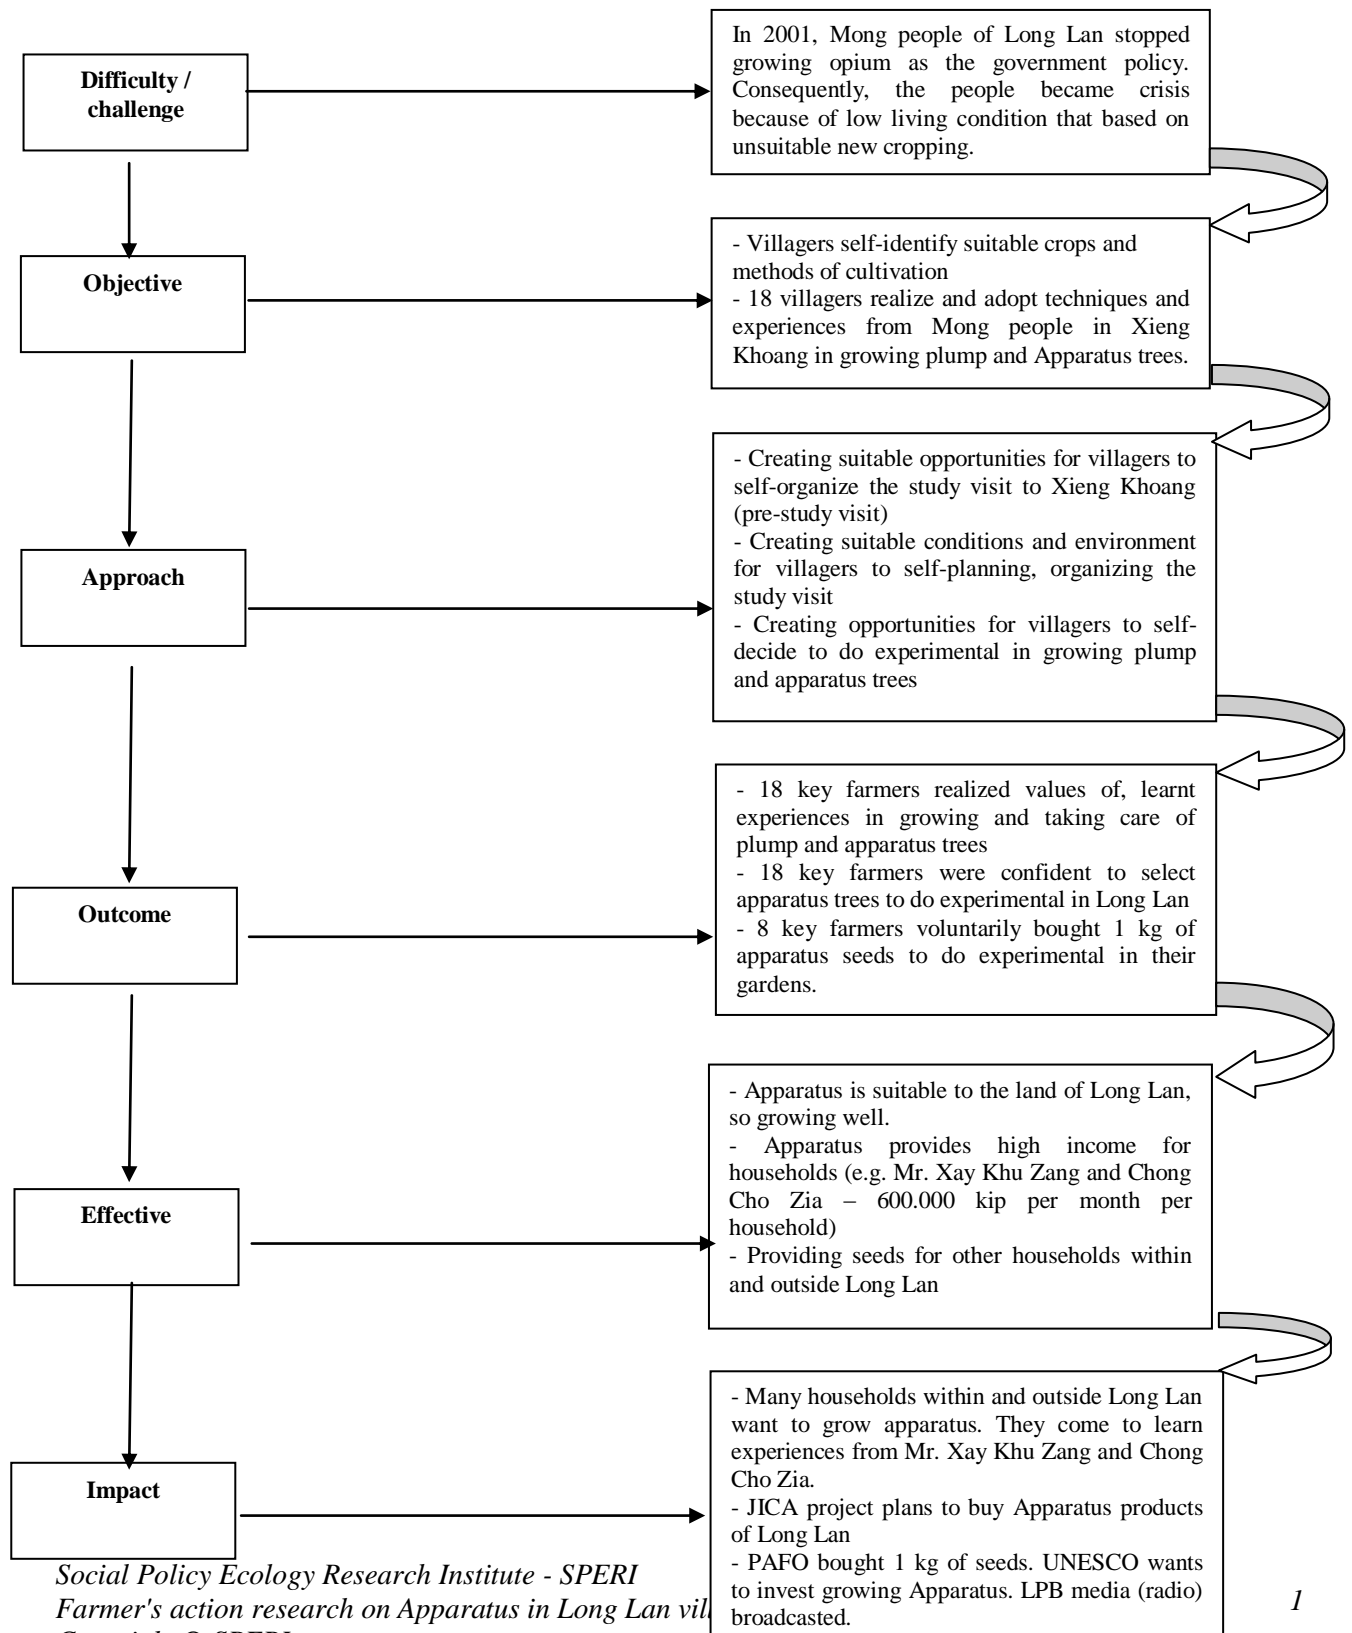 Difficulty /
challenge
In 2001, Mong people of Long Lan stopped
growing opium as the government policy.
Consequently, the people became crisis
because of low living condition that based on
unsuitable new cropping.
Objective
- Villagers self-identify suitable crops and
methods of cultivation
- 18 villagers realize and adopt techniques and
experiences from Mong people in Xieng
Khoang in growing plump and Apparatus trees.
Approach
- Creating suitable opportunities for villagers to
self-organize the study visit to Xieng Khoang
(pre-study visit)
- Creating suitable conditions and environment
for villagers to self-planning, organizing the
study visit
- Creating opportunities for villagers to self-
decide to do experimental in growing plump
and apparatus trees
Outcome
- 18 key farmers realized values of, learnt
experiences in growing and taking care of
plump and apparatus trees
- 18 key farmers were confident to select
apparatus trees to do experimental in Long Lan
- 8 key farmers voluntarily bought 1 kg of
apparatus seeds to do experimental in their
gardens.
Effective
- Apparatus is suitable to the land of Long Lan,
so growing well.
- Apparatus provides high income for
households (e.g. Mr. Xay Khu Zang and Chong
Cho Zia – 600.000 kip per month per
household)
- Providing seeds for other households within
and outside Long Lan
Impact
- Many households within and outside Long Lan
want to grow apparatus. They come to learn
experiences from Mr. Xay Khu Zang and Chong
Cho Zia.
- JICA project plans to buy Apparatus products
of Long Lan
- PAFO bought 1 kg of seeds. UNESCO wants
to invest growing Apparatus. LPB media (radio)
broadcasted.
Social Policy Ecology Research Institute - SPERI
Farmer's action research on Apparatus in Long Lan
1